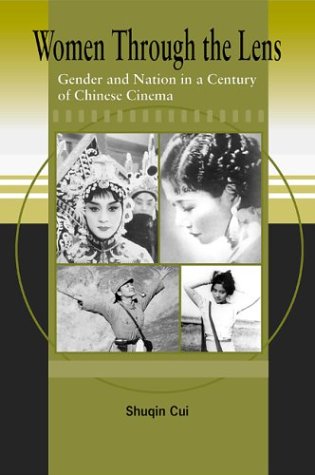 Women Through the Lens
Gender and Nation in a Century
of Chinese Cinema
Shuqin Cui